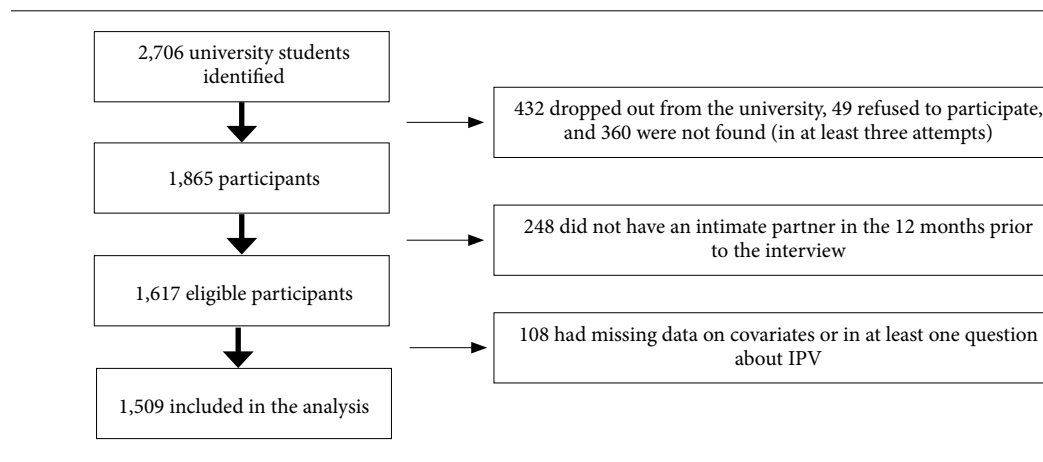 2,706 university students
identified
432 dropped out from the university, 49 refused to participate,
and 360 were not found (in at least three attempts)
1,865 participants
248 did not have an intimate partner in the 12 months prior
to the interview
1,617 eligible participants
108 had missing data on covariates or in at least one question
about IPV
1,509 included in the analysis